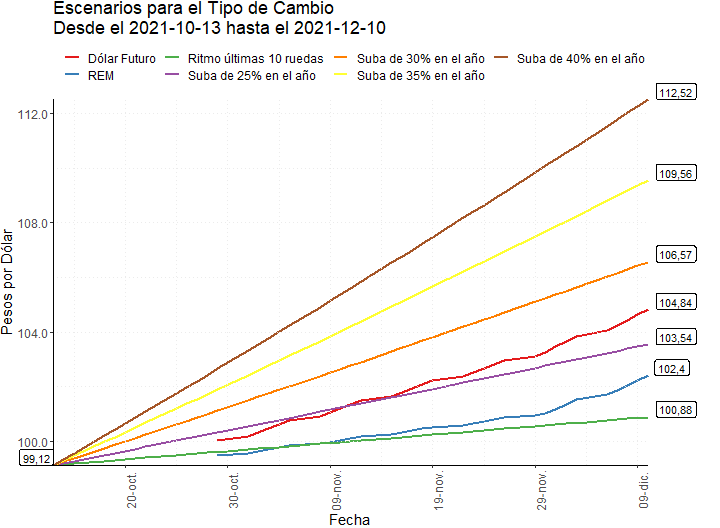 Escenarios para el Tipo de Cambio
Desde el 2021-10-13 hasta el 2021-12-10
Dólar Futuro
Ritmo últimas 10 ruedas
Suba de 30% en el año
Suba de 40% en el año
REM
Suba de 25% en el año
Suba de 35% en el año
112.0
108.0
104.0
100.0
Pesos por Dólar
112,52
109,56
106,57
104,84
103,54
102,4
100,88
99,12
20-oct.
30-oct.
09-nov.
19-nov.
29-nov.
09-dic.
Fecha